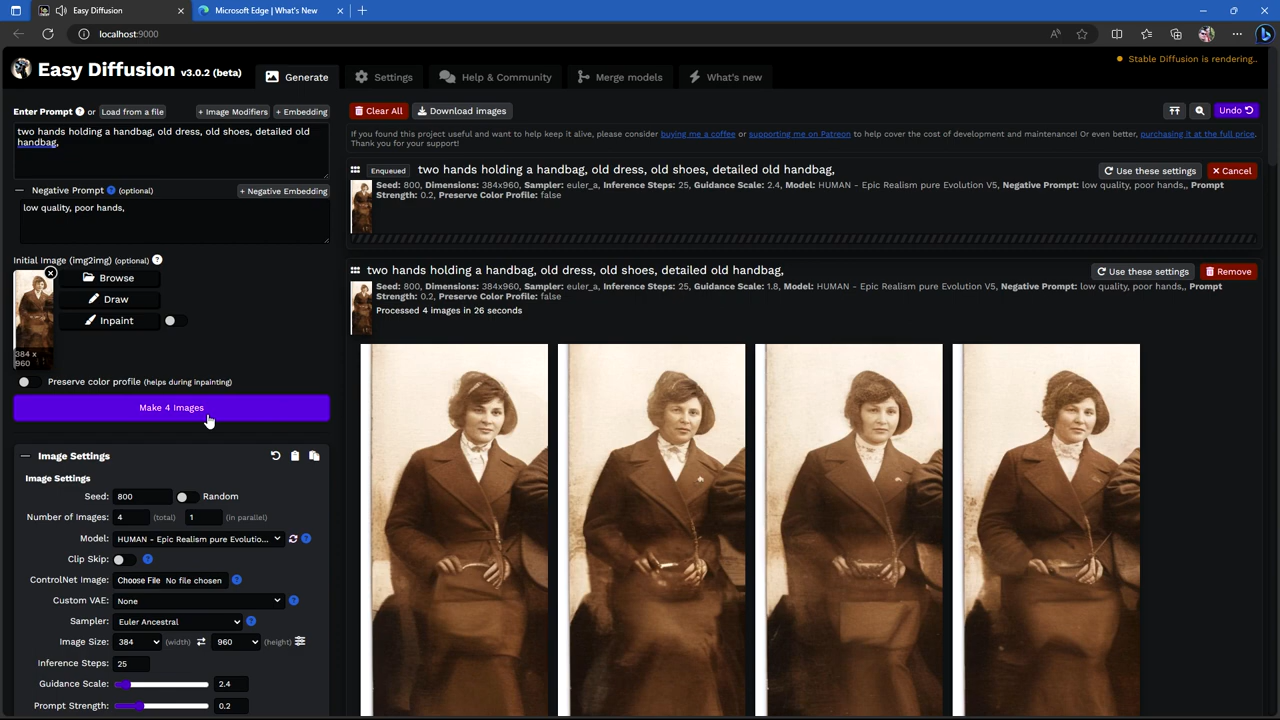 Easy Diffusion
Microsoft Edge | What's New
localhost:9000
Easy Diffusion v3.0.2 (beta)
Generate
Settings
Help & Community
Merge models
What's new
Stable Diffusion is rendering..
Enter Prompt ? or Load from a file + Image Modifiers + Embedding
two hands holding a handbag, old dress, old shoes, detailed old
handbag,
Negative Prompt ? (optional) + Negative Embedding
low quality, poor hands,
Initial Image (img2img) (optional) ?
Browse
Draw
Inpaint
384 x
960
Preserve color profile (helps during inpainting)
Make 4 Images
Image Settings
Image Settings
Seed: 800 Random
Number of Images: 4 (total) 1 (in parallel)
Model: HUMAN - Epic Realism pure Evolutio... ?
Clip Skip: ?
ControlNet Image: Choose File No file chosen ?
Custom VAE: None ?
Sampler: Euler Ancestral ?
Image Size: 384 (width) 960 (height)
Inference Steps: 25
Guidance Scale: 2.4
Prompt Strength: 0.2
Clear All Download images Undo
If you found this project useful and want to help keep it alive, please consider buying me a coffee or supporting me on Patreon to help cover the cost of development and maintenance! Or even better, purchasing it at the full price.
Thank you for your support!
Enqueued two hands holding a handbag, old dress, old shoes, detailed old handbag, Use these settings Cancel
Seed: 800, Dimensions: 384x960, Sampler: euler_a, Inference Steps: 25, Guidance Scale: 2.4, Model: HUMAN - Epic Realism pure Evolution V5, Negative Prompt: low quality, poor hands,, Prompt
Strength: 0.2, Preserve Color Profile: false
two hands holding a handbag, old dress, old shoes, detailed old handbag, Use these settings Remove
Seed: 800, Dimensions: 384x960, Sampler: euler_a, Inference Steps: 25, Guidance Scale: 1.8, Model: HUMAN - Epic Realism pure Evolution V5, Negative Prompt: low quality, poor hands,, Prompt
Strength: 0.2, Preserve Color Profile: false
Processed 4 images in 26 seconds